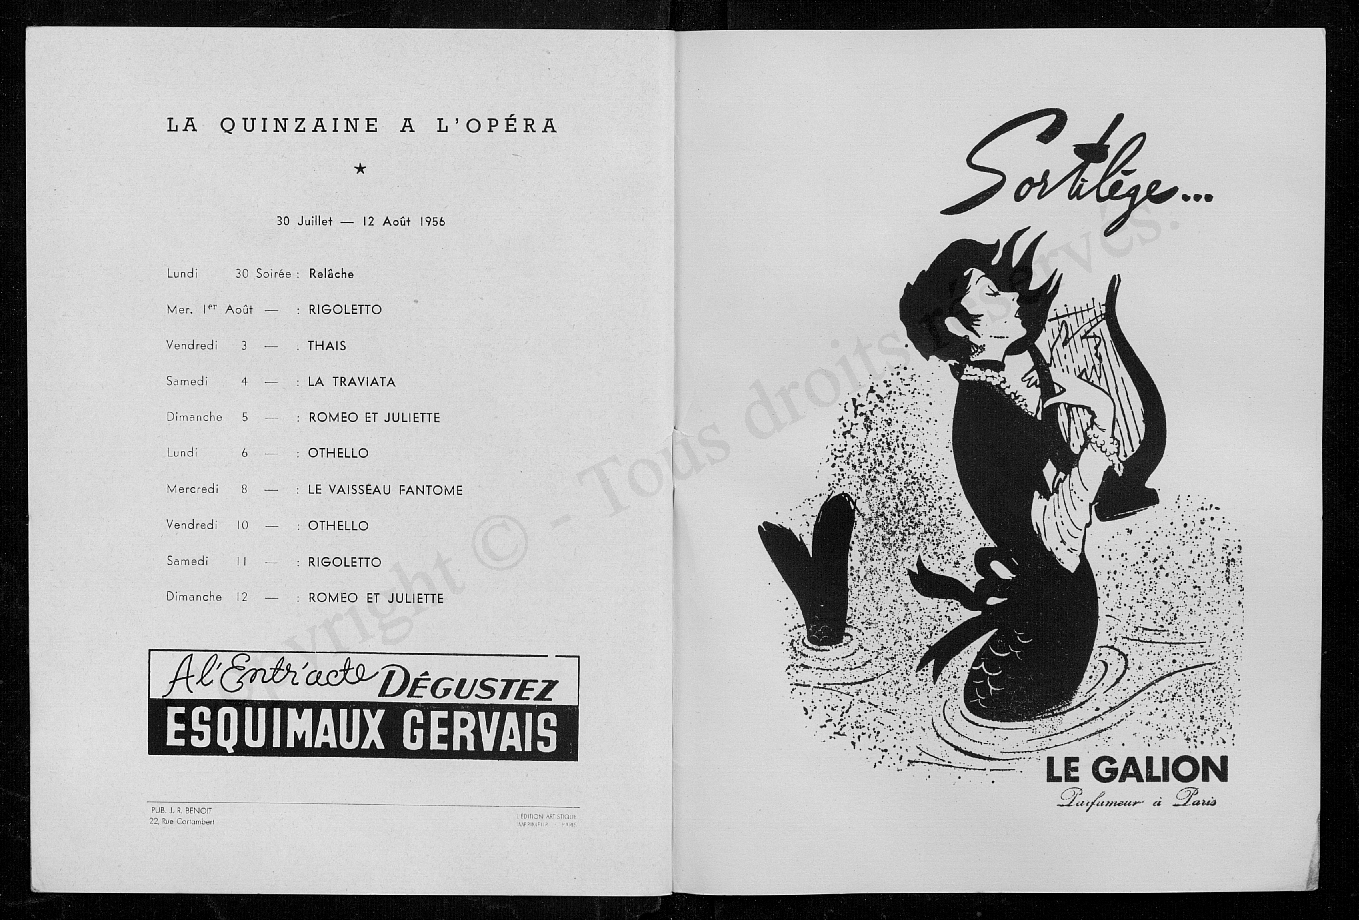 LA QUINZAINE A L'OPÉRA
★
30 Juillet — 12 Août 1956
Lundi 30 Soirée : Relâche
Mer. 1er Août — : RIGOLETTO
Vendredi 3 — : THAIS
Samedi 4 — : LA TRAVIATA
Dimanche 5 — : ROMEO ET JULIETTE
Lundi 6 — : OTHELLO
Mercredi 8 — : LE VAISSEAU FANTOME
Vendredi 10 — : OTHELLO
Samedi 11 — : RIGOLETTO
Dimanche 12 — : ROMEO ET JULIETTE
A l'Entr'acte DÉGUSTEZ
ESQUIMAUX GERVAIS
PUB. J. R. BENOIT
22, Rue
L'ÉDITION ARTISTIQUE
Sortilège...
LE GALION
Parfumeur à Paris
Copyright © - Tous droits réservés.